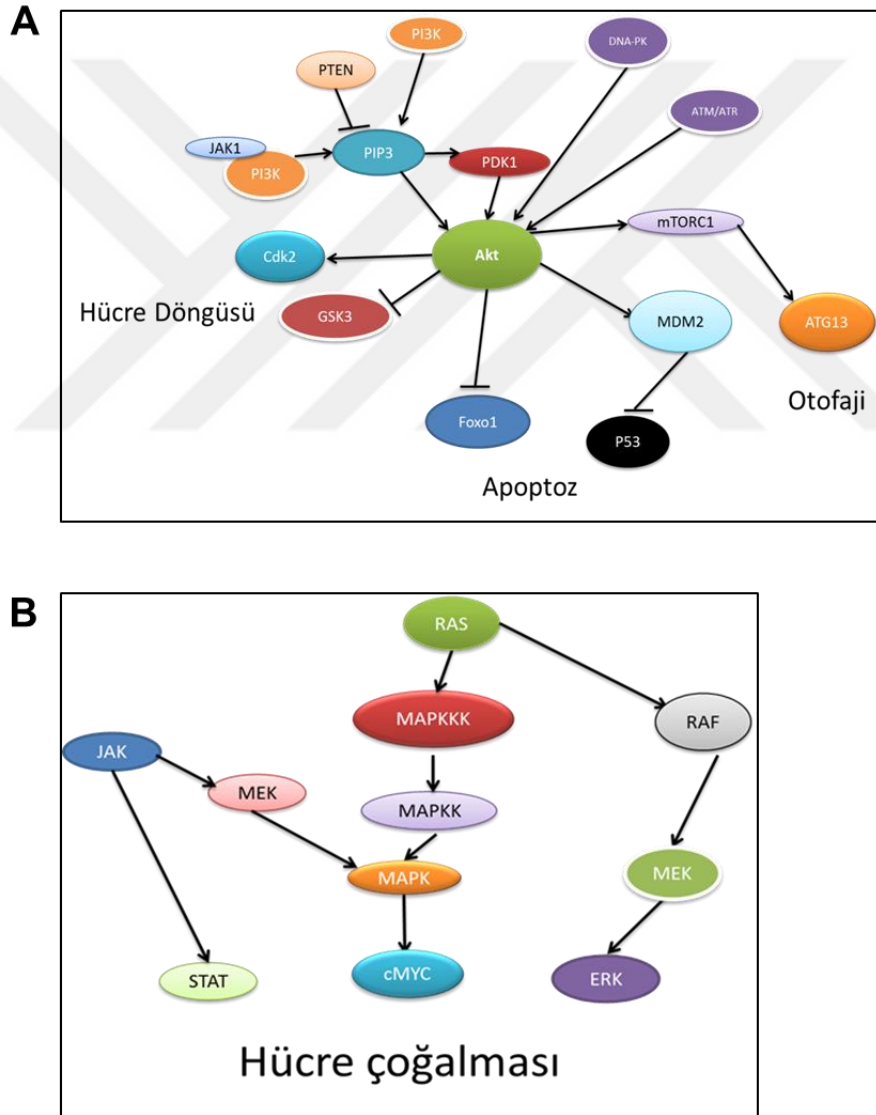 A
PI3K
DNA-PK
PTEN
ATM/ATR
JAK1
PI3K
PIP3
PDK1
mTORC1
Cdk2
Akt
Hücre Döngüsü
GSK3
MDM2
ATG13
Foxo1
P53
Otofaji
Apoptoz
B
RAS
MAPKKK
RAF
JAK
MEK
MAPKK
MAPK
MEK
STAT
cMYC
ERK
Hücre çoğalması